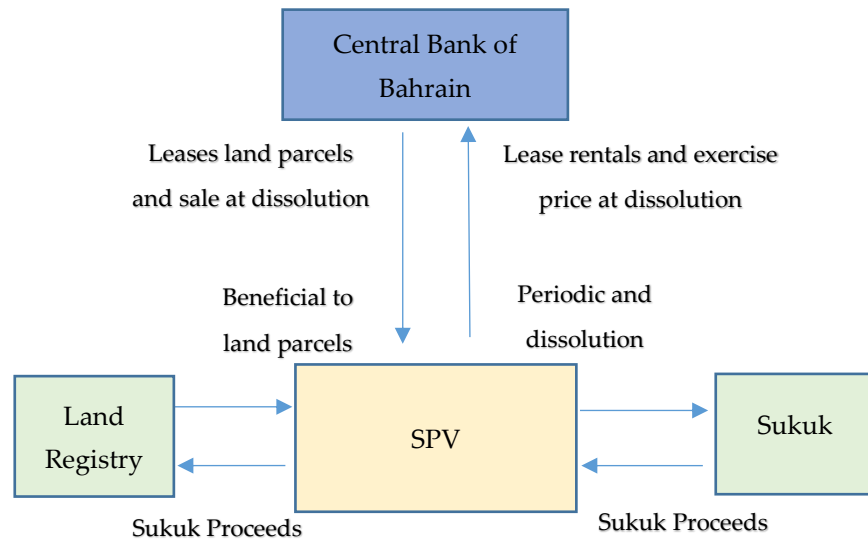 Central Bank of
Bahrain
Leases land parcels
and sale at dissolution
Lease rentals and exercise
price at dissolution
Beneficial to
land parcels
Periodic and
dissolution
Land
Registry
SPV
Sukuk
Sukuk Proceeds
Sukuk Proceeds